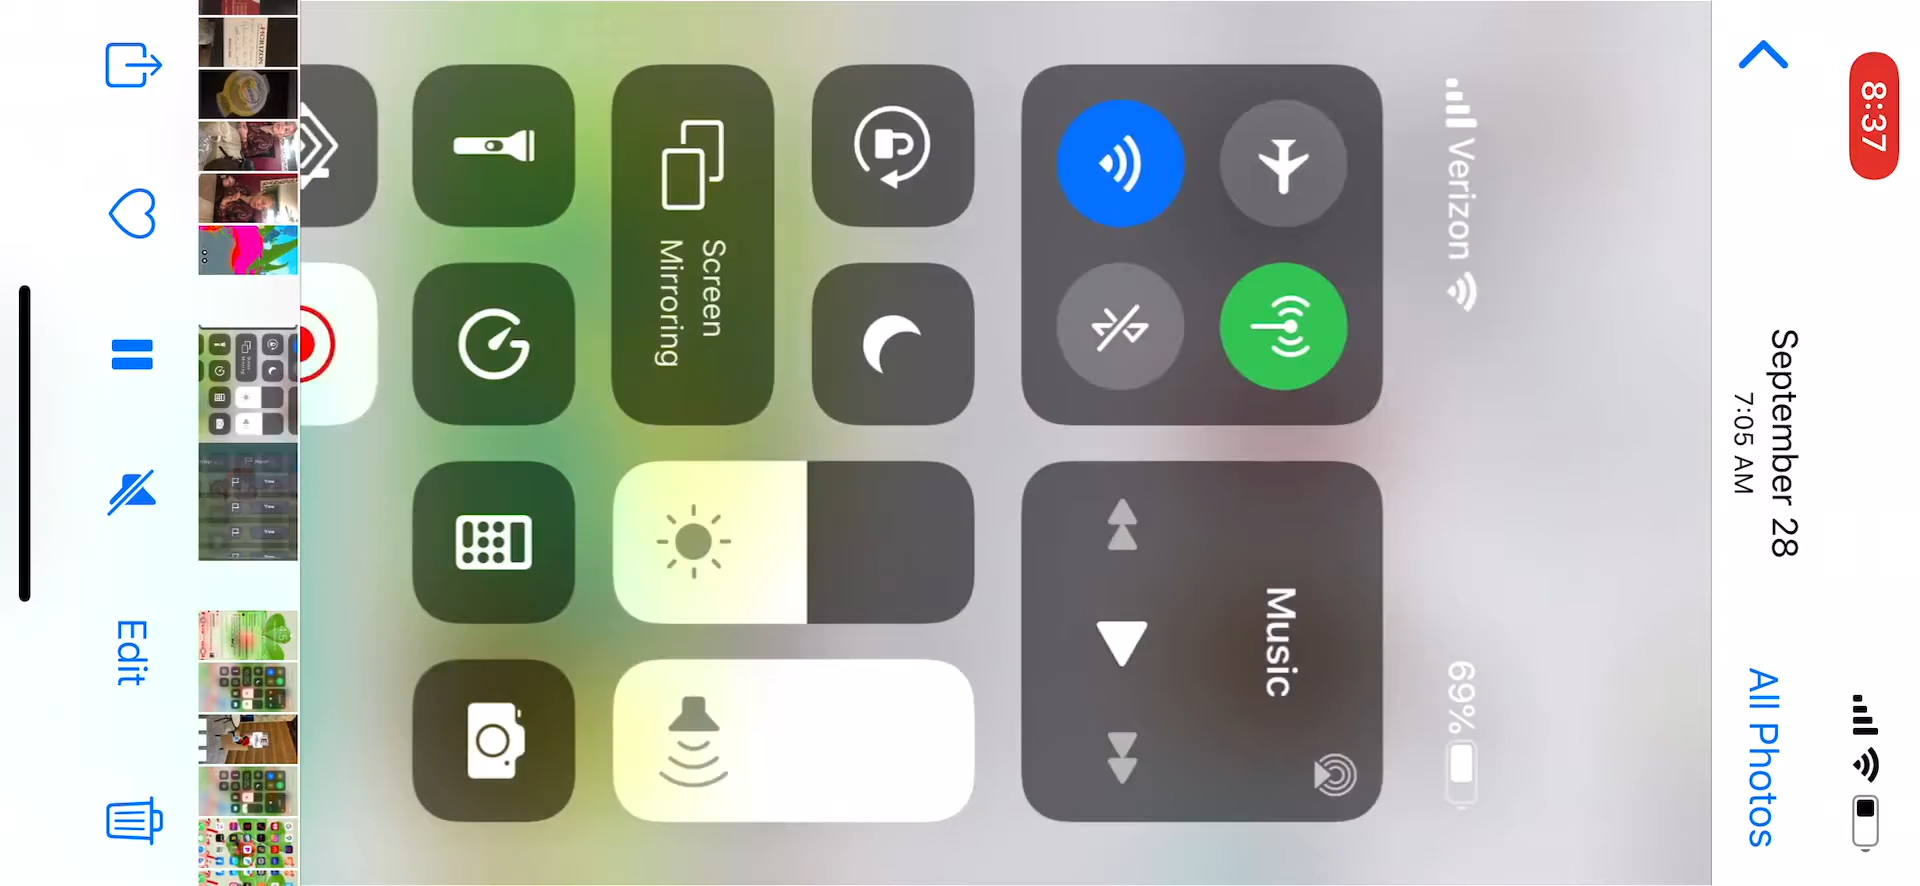 8:37
September 28
7:05 AM
All Photos
Verizon
69%
Music
Screen
Mirroring
Edit